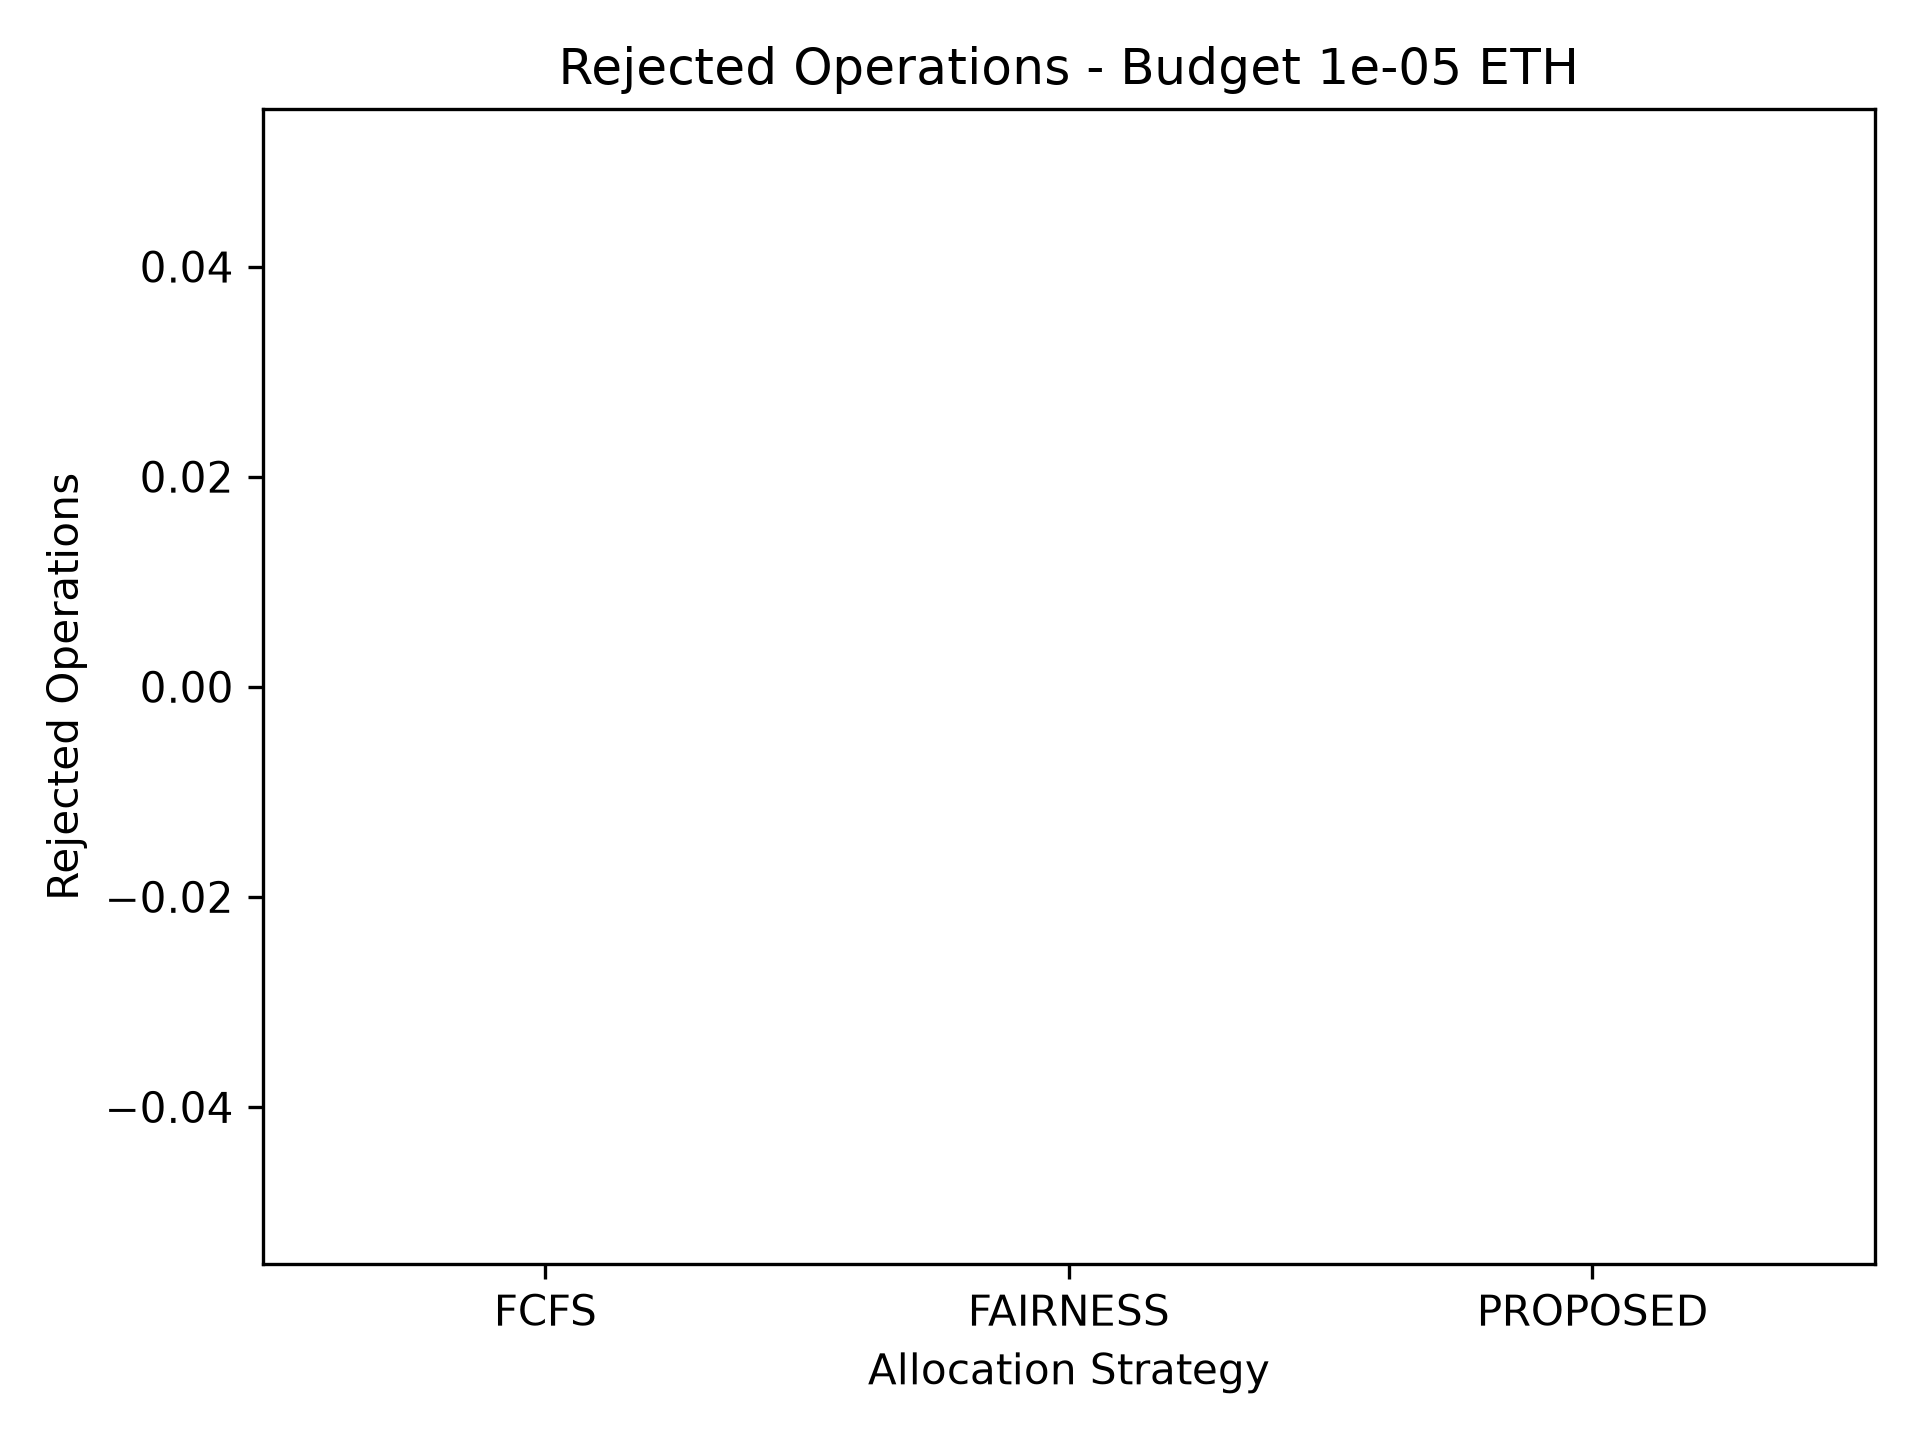 Rejected Operations - Budget 1e-05 ETH
Rejected Operations
0.04
0.02
0.00
−0.02
−0.04
FCFS
FAIRNESS
PROPOSED
Allocation Strategy